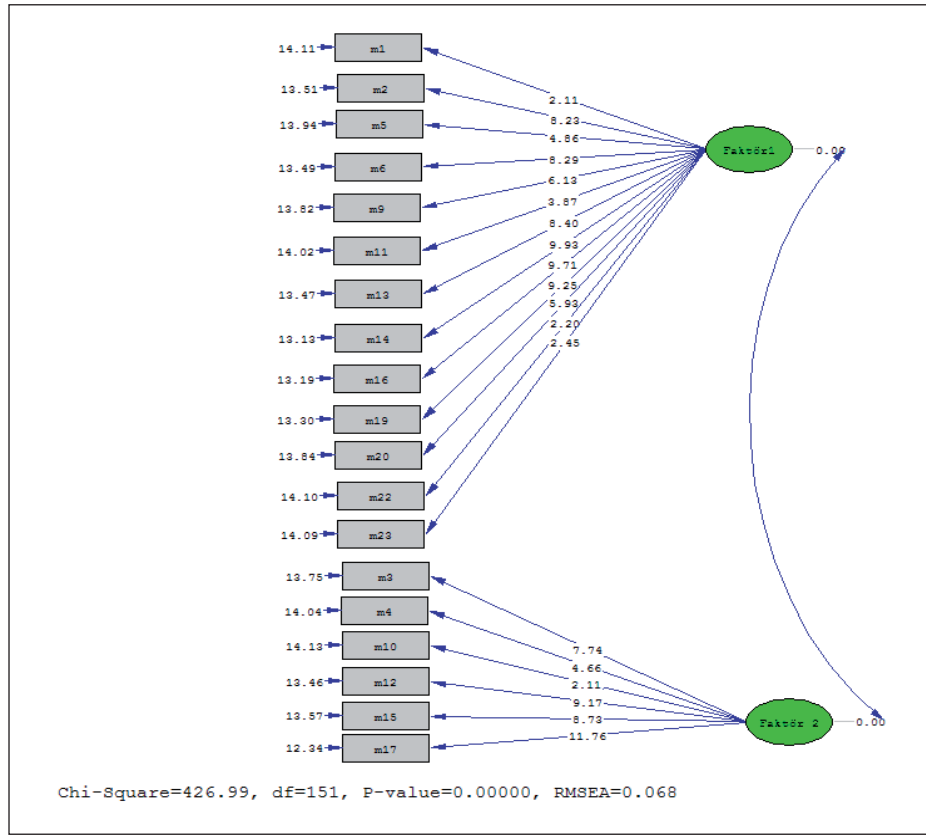 14.11 m1
2.11
13.51 m2
8.23
13.94 m5
4.86
Faktör1 0.00
13.49 m6
8.29
6.13
13.82 m9
3.87
8.40
14.02 m11
9.93
9.71
13.47 m13
9.25
5.93
2.20
13.13 m14
2.45
13.19 m16
13.30 m19
13.84 m20
14.10 m22
14.09 m23
13.75 m3
14.04 m4
14.13 m10
7.74
4.66
13.46 m12
2.11
9.17
13.57 m15
8.73
Faktör 2 0.00
11.76
12.34 m17
Chi-Square=426.99, df=151, P-value=0.00000, RMSEA=0.068